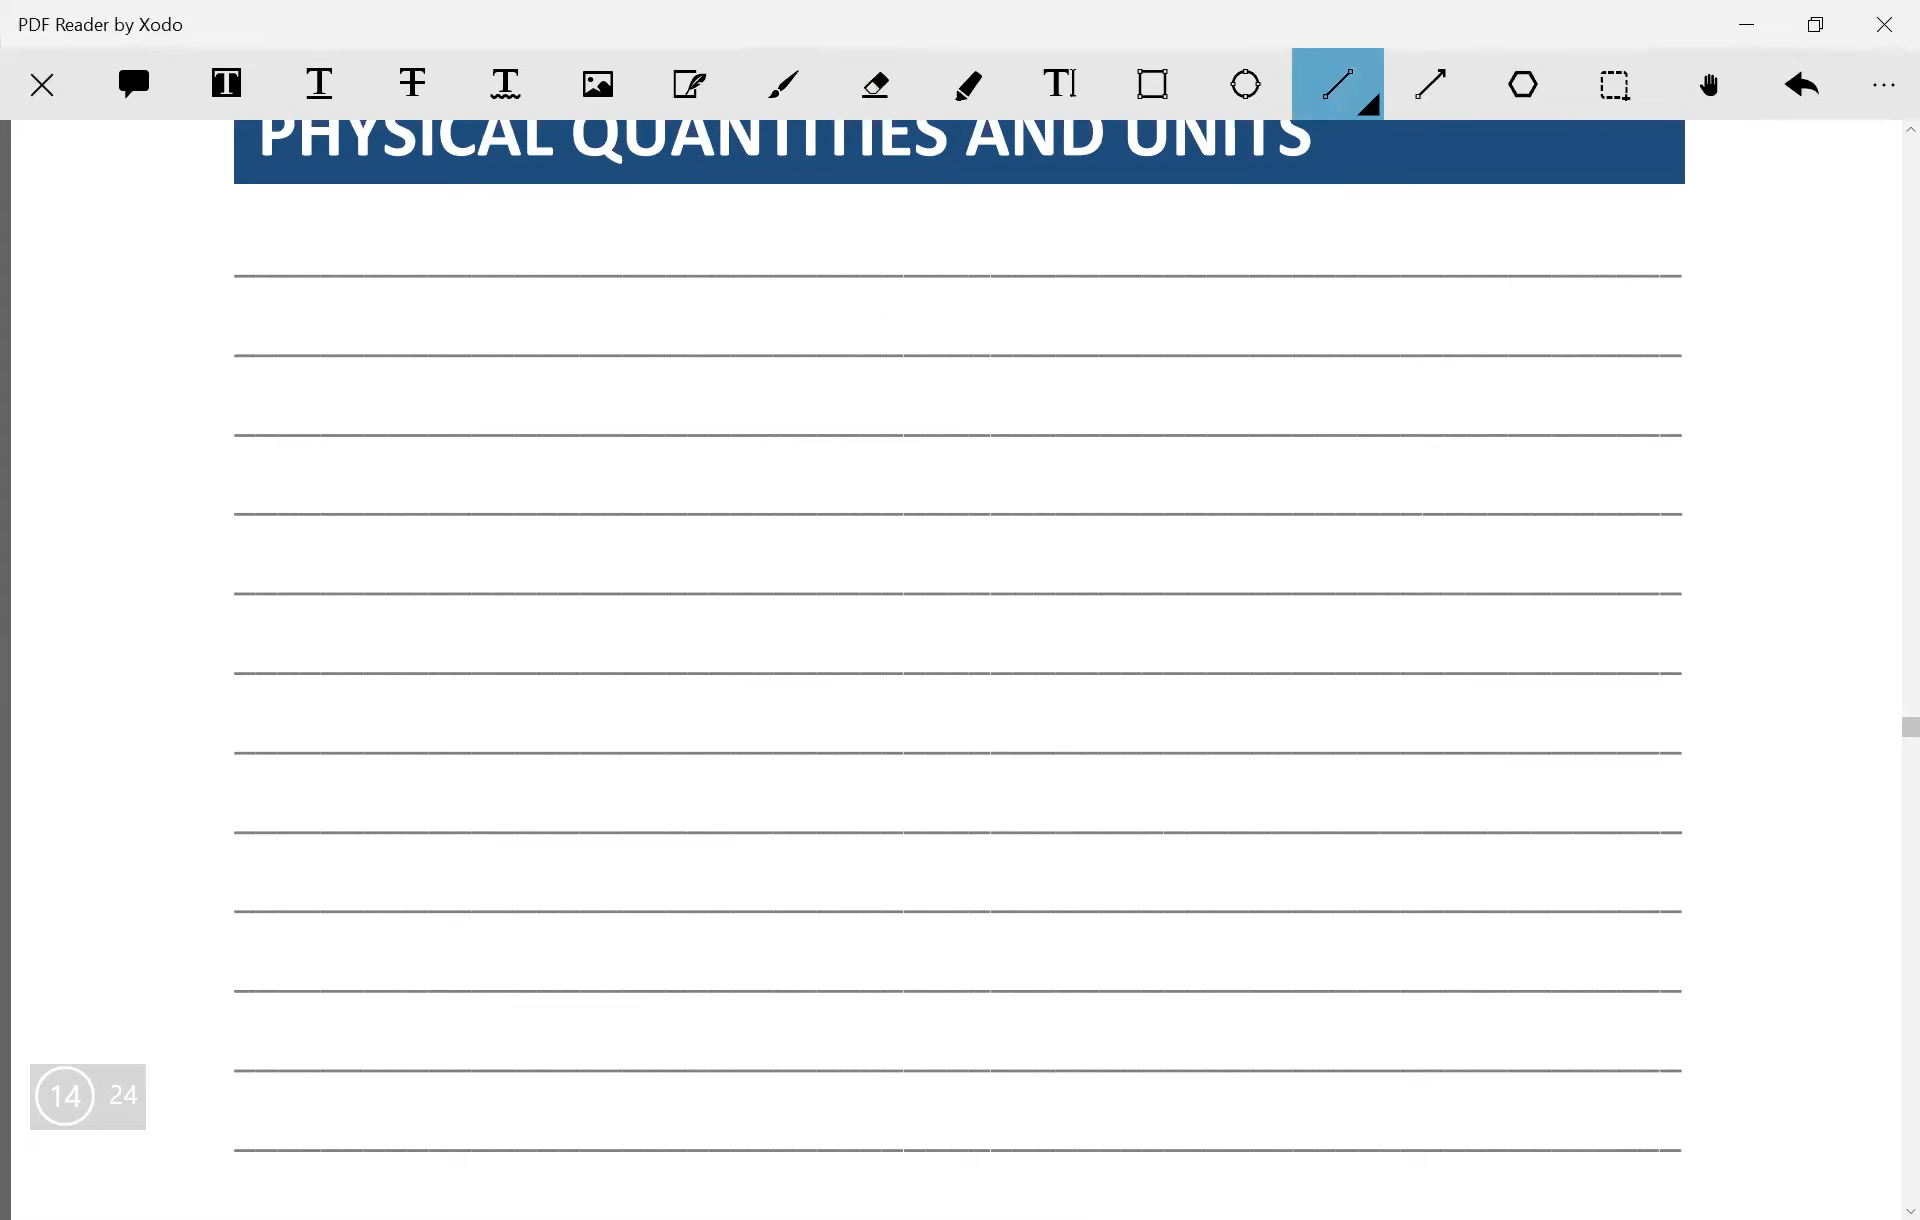 PDF Reader by Xodo
PHYSICAL QUANTITIES AND UNITS
14 24